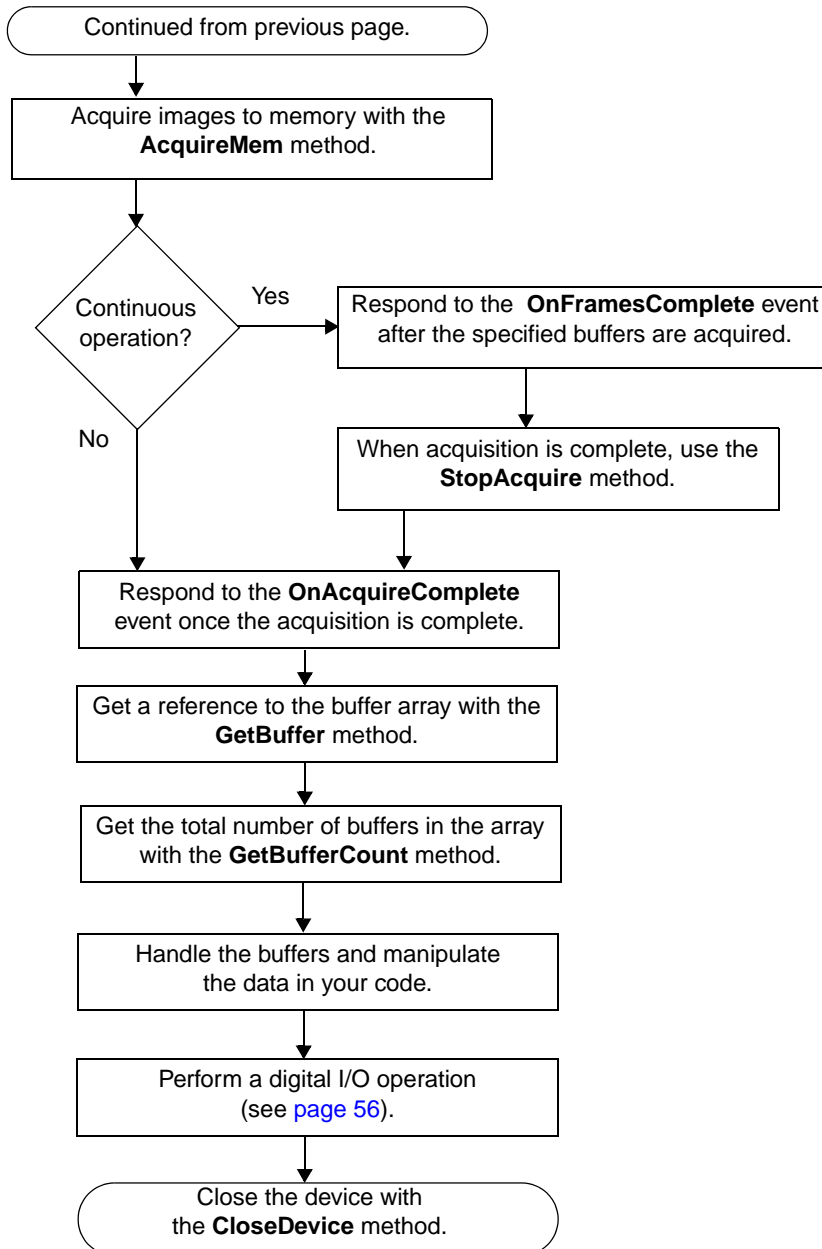 Continued from previous page.
Acquire images to memory with the
AcquireMem method.
Continuous
operation?
Yes
Respond to the OnFramesComplete event
after the specified buffers are acquired.
No
When acquisition is complete, use the
StopAcquire method.
Respond to the OnAcquireComplete
event once the acquisition is complete.
Get a reference to the buffer array with the
GetBuffer method.
Get the total number of buffers in the array
with the GetBufferCount method.
Handle the buffers and manipulate
the data in your code.
Perform a digital I/O operation
(see page 56).
Close the device with
the CloseDevice method.